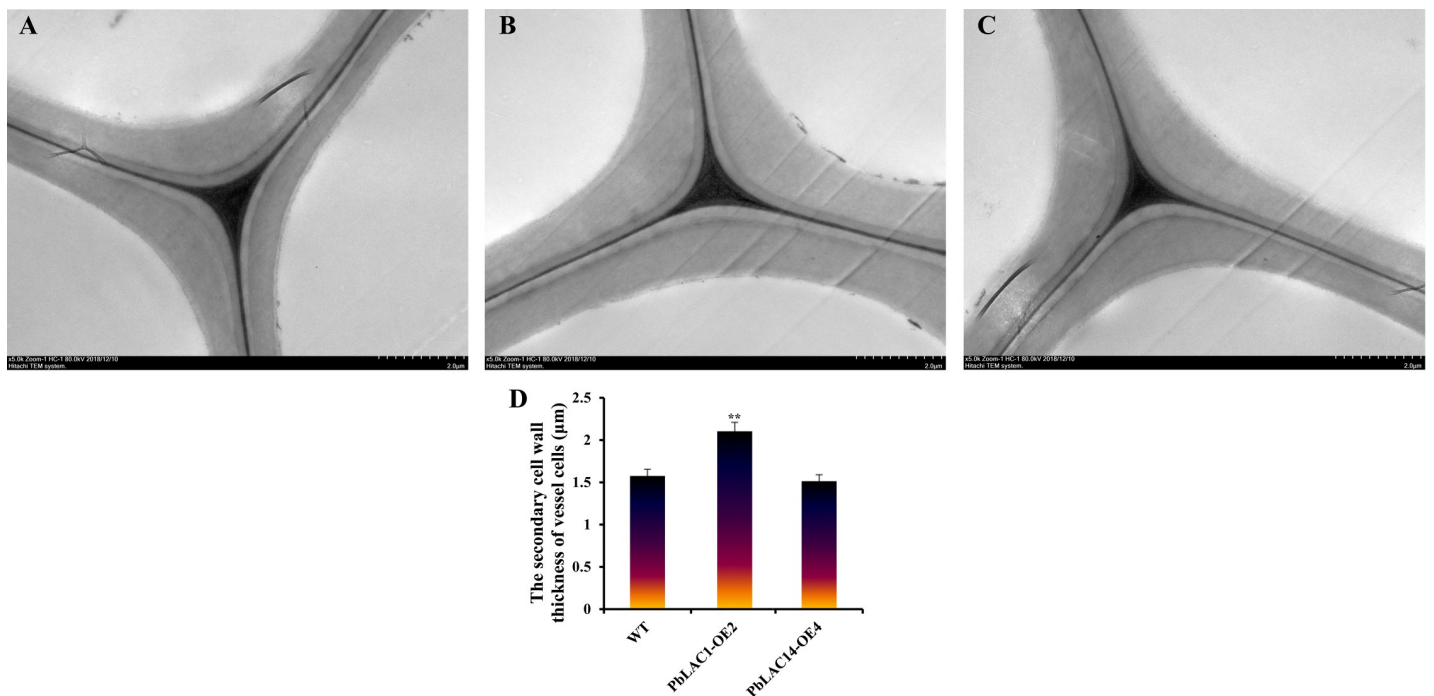 A
B
C
x5.0k Zoom-1 HC-1 80.0kV 2018/12/10
Hitachi TEM system.
2.0µm
x5.0k Zoom-1 HC-1 80.0kV 2018/12/10
Hitachi TEM system.
2.0µm
x5.0k Zoom-1 HC-1 80.0kV 2018/12/10
Hitachi TEM system.
2.0µm
D
The secondary cell wall
thickness of vessel cells (µm)
2.5
2
1.5
1
0.5
0
**
WT
PbLAC1-OE2
PbLAC14-OE4